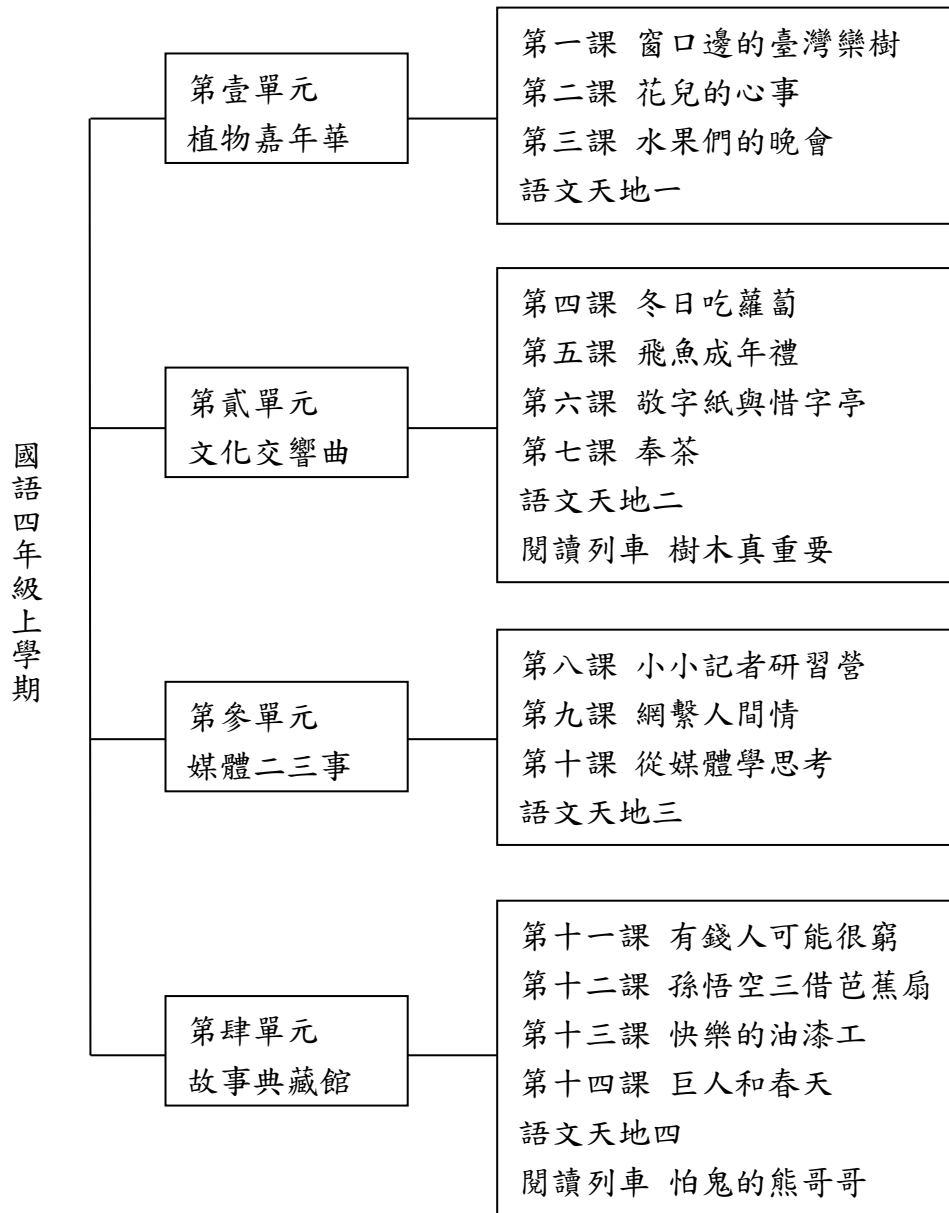 國語四年級上學期
第壹單元
植物嘉年華
第一課 窗口邊的臺灣欒樹
第二課 花兒的心事
第三課 水果們的晚會
語文天地一
第貳單元
文化交響曲
第四課 冬日吃蘿蔔
第五課 飛魚成年禮
第六課 敬字紙與惜字亭
第七課 奉茶
語文天地二
閱讀列車 樹木真重要
第參單元
媒體二三事
第八課 小小記者研習營
第九課 網繫人間情
第十課 從媒體學思考
語文天地三
第肆單元
故事典藏館
第十一課 有錢人可能很窮
第十二課 孫悟空三借芭蕉扇
第十三課 快樂的油漆工
第十四課 巨人和春天
語文天地四
閱讀列車 怕鬼的熊哥哥